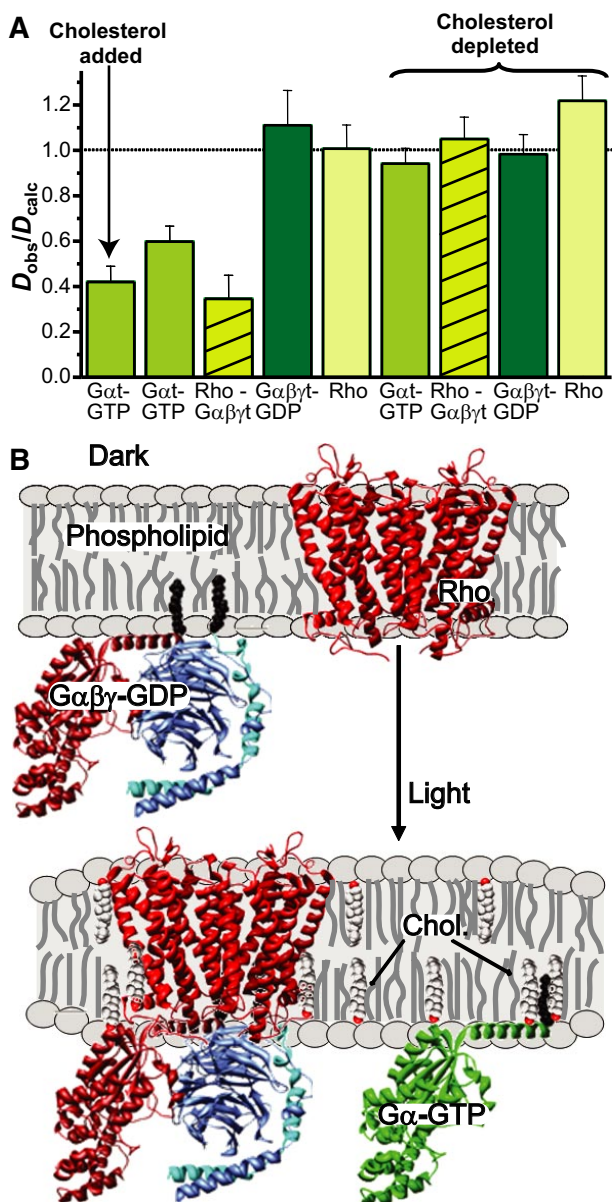 A
Cholesterol
added
Cholesterol
depleted
Dobs/Dcalc
1.2
1.0
0.8
0.6
0.4
0.2
0.0
Gαt- Gαt- Rho - Gαβγt- Rho Gαt- Rho - Gαβγt- Rho
GTP GTP Gαβγt GDP GTP Gαβγt GDP
B
Dark
Phospholipid
Rho
Gαβγ-GDP
Light
Chol.
Gα-GTP